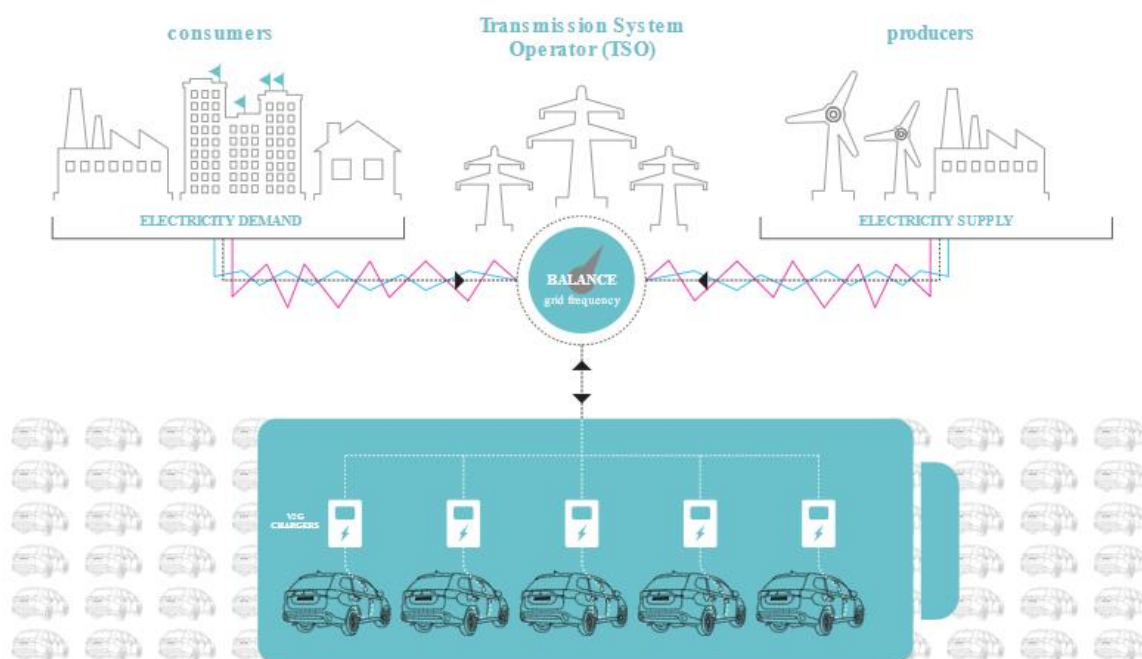 consumers
Transmission System
Operator (TSO)
producers
ELECTRICITY DEMAND
ELECTRICITY SUPPLY
BALANCE
grid frequency
V2G
CHARGERS